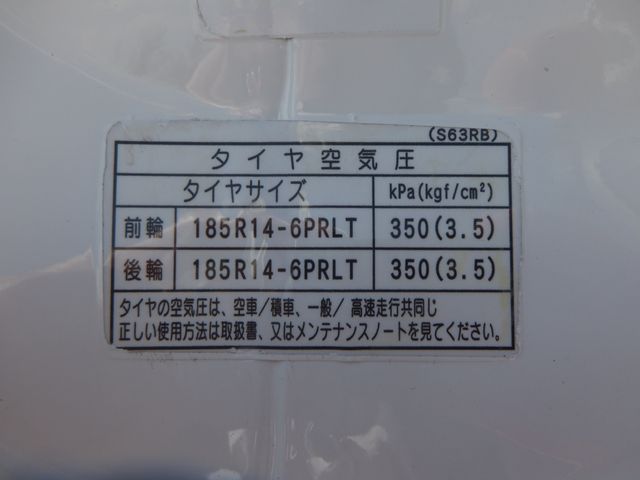 (S63RB)
タイヤ空気圧
タイヤサイズ kPa(kgf/cm²)
前輪 185R14-6PRLT 350(3.5)
後輪 185R14-6PRLT 350(3.5)
タイヤの空気圧は、空車／積車、一般／高速走行共同じ
正しい使用方法は取扱書、又はメンテナンスノートを見てください。